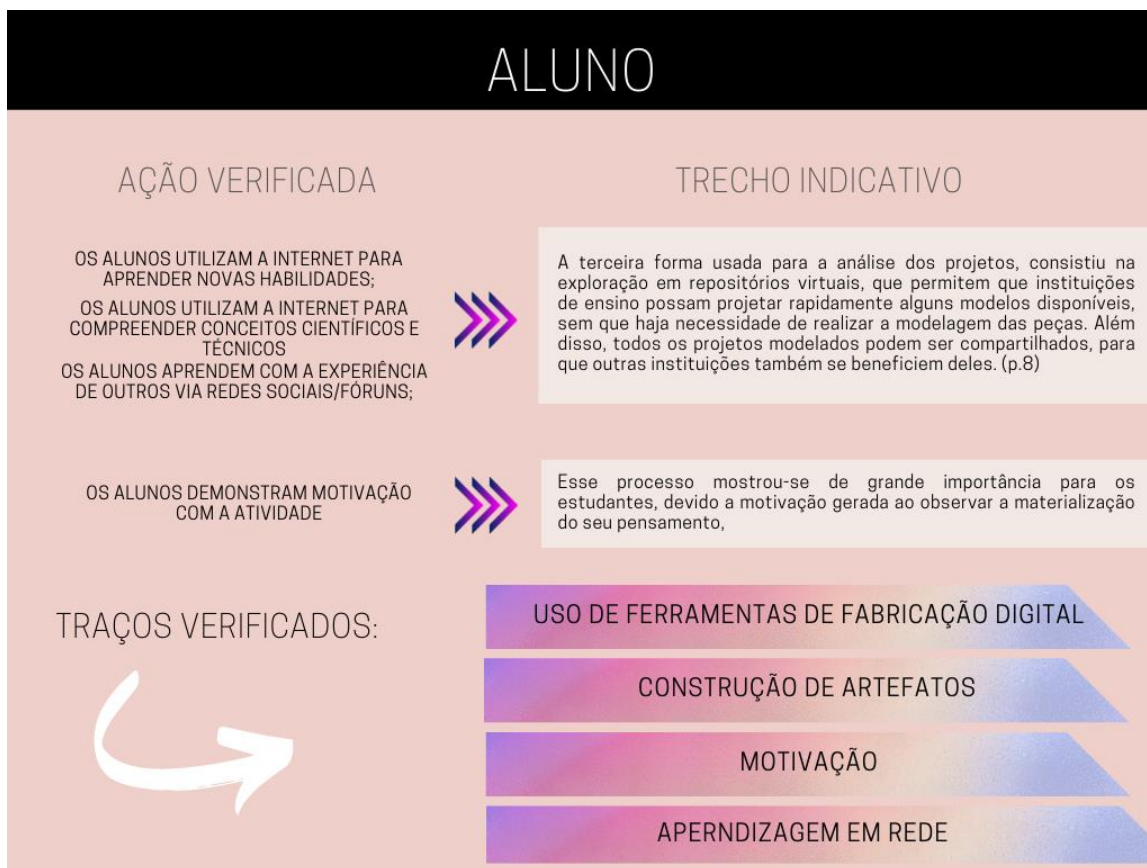 ALUNO
AÇÃO VERIFICADA
TRECHO INDICATIVO
OS ALUNOS UTILIZAM A INTERNET PARA
APRENDER NOVAS HABILIDADES;
OS ALUNOS UTILIZAM A INTERNET PARA
COMPREENDER CONCEITOS CIENTÍFICOS E
TÉCNICOS
OS ALUNOS APRENDEM COM A EXPERIÊNCIA
DE OUTROS VIA REDES SOCIAIS/FÓRUNS;
A terceira forma usada para a análise dos projetos, consistiu na
exploração em repositórios virtuais, que permitem que instituições
de ensino possam projetar rapidamente alguns modelos disponíveis,
sem que haja necessidade de realizar a modelagem das peças. Além
disso, todos os projetos modelados podem ser compartilhados, para
que outras instituições também se beneficiem deles. (p.8)
OS ALUNOS DEMONSTRAM MOTIVAÇÃO
COM A ATIVIDADE
Esse processo mostrou-se de grande importância para os
estudantes, devido a motivação gerada ao observar a materialização
do seu pensamento,
TRAÇOS VERIFICADOS:
USO DE FERRAMENTAS DE FABRICAÇÃO DIGITAL
CONSTRUÇÃO DE ARTEFATOS
MOTIVAÇÃO
APERNDIZAGEM EM REDE